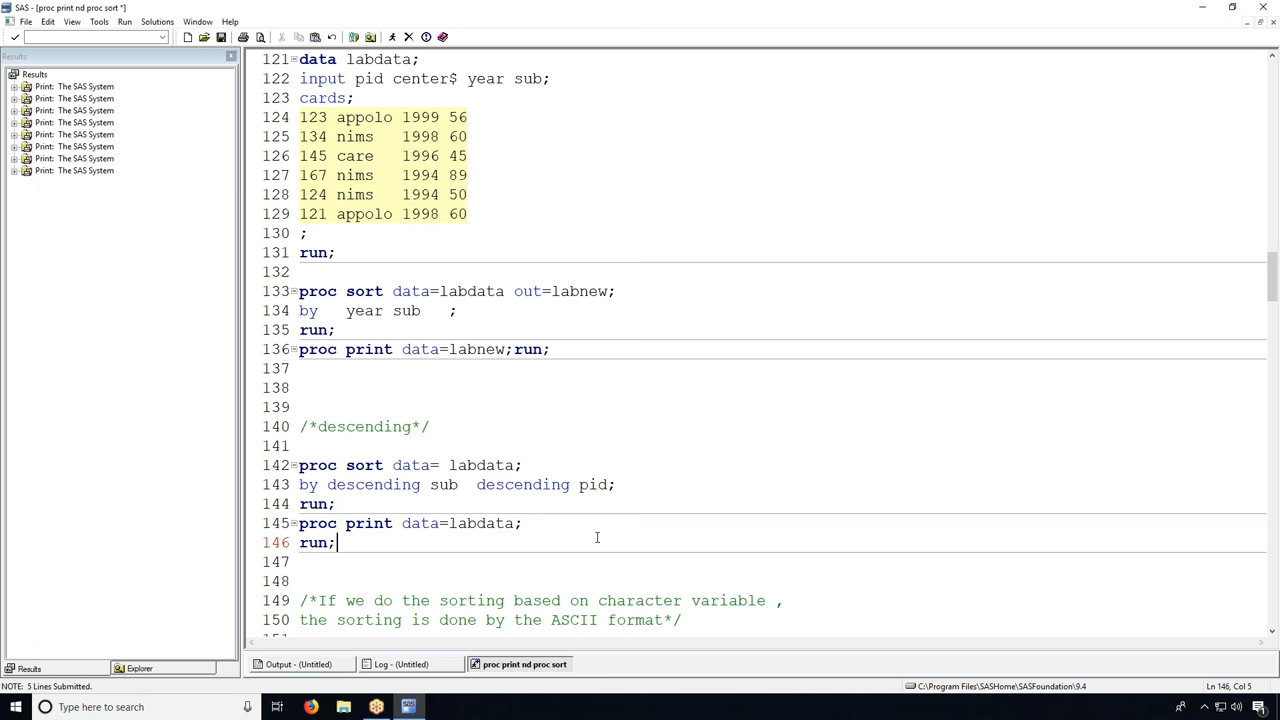 SAS - [proc print nd proc sort *]
File Edit View Tools Run Solutions Window Help
Results
Results
Print: The SAS System
Print: The SAS System
Print: The SAS System
Print: The SAS System
Print: The SAS System
Print: The SAS System
Print: The SAS System
Print: The SAS System
121 data labdata;
122 input pid center$ year sub;
123 cards;
124 123 appolo 1999 56
125 134 nims 1998 60
126 145 care 1996 45
127 167 nims 1994 89
128 124 nims 1994 50
129 121 appolo 1998 60
130 ;
131 run;
132
133 proc sort data=labdata out=labnew;
134 by year sub ;
135 run;
136 proc print data=labnew;run;
137
138
139
140 /*descending*/
141
142 proc sort data= labdata;
143 by descending sub descending pid;
144 run;
145 proc print data=labdata;
146 run;
147
148
149 /*If we do the sorting based on character variable ,
150 the sorting is done by the ASCII format*/
Results Explorer Output - (Untitled) Log - (Untitled) proc print nd proc sort
NOTE: 5 Lines Submitted. C:\Program Files\SASHome\SASFoundation\9.4 Ln 146, Col 5
Type here to search